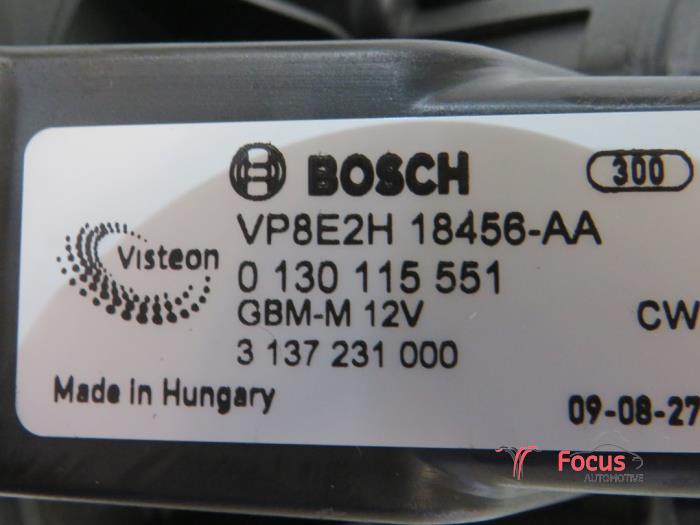 BOSCH 300
VP8E2H 18456-AA
Visteon
0 130 115 551
GBM-M 12V CW
3 137 231 000
Made in Hungary
09-08-27
Focus
AUTOMOTIVE